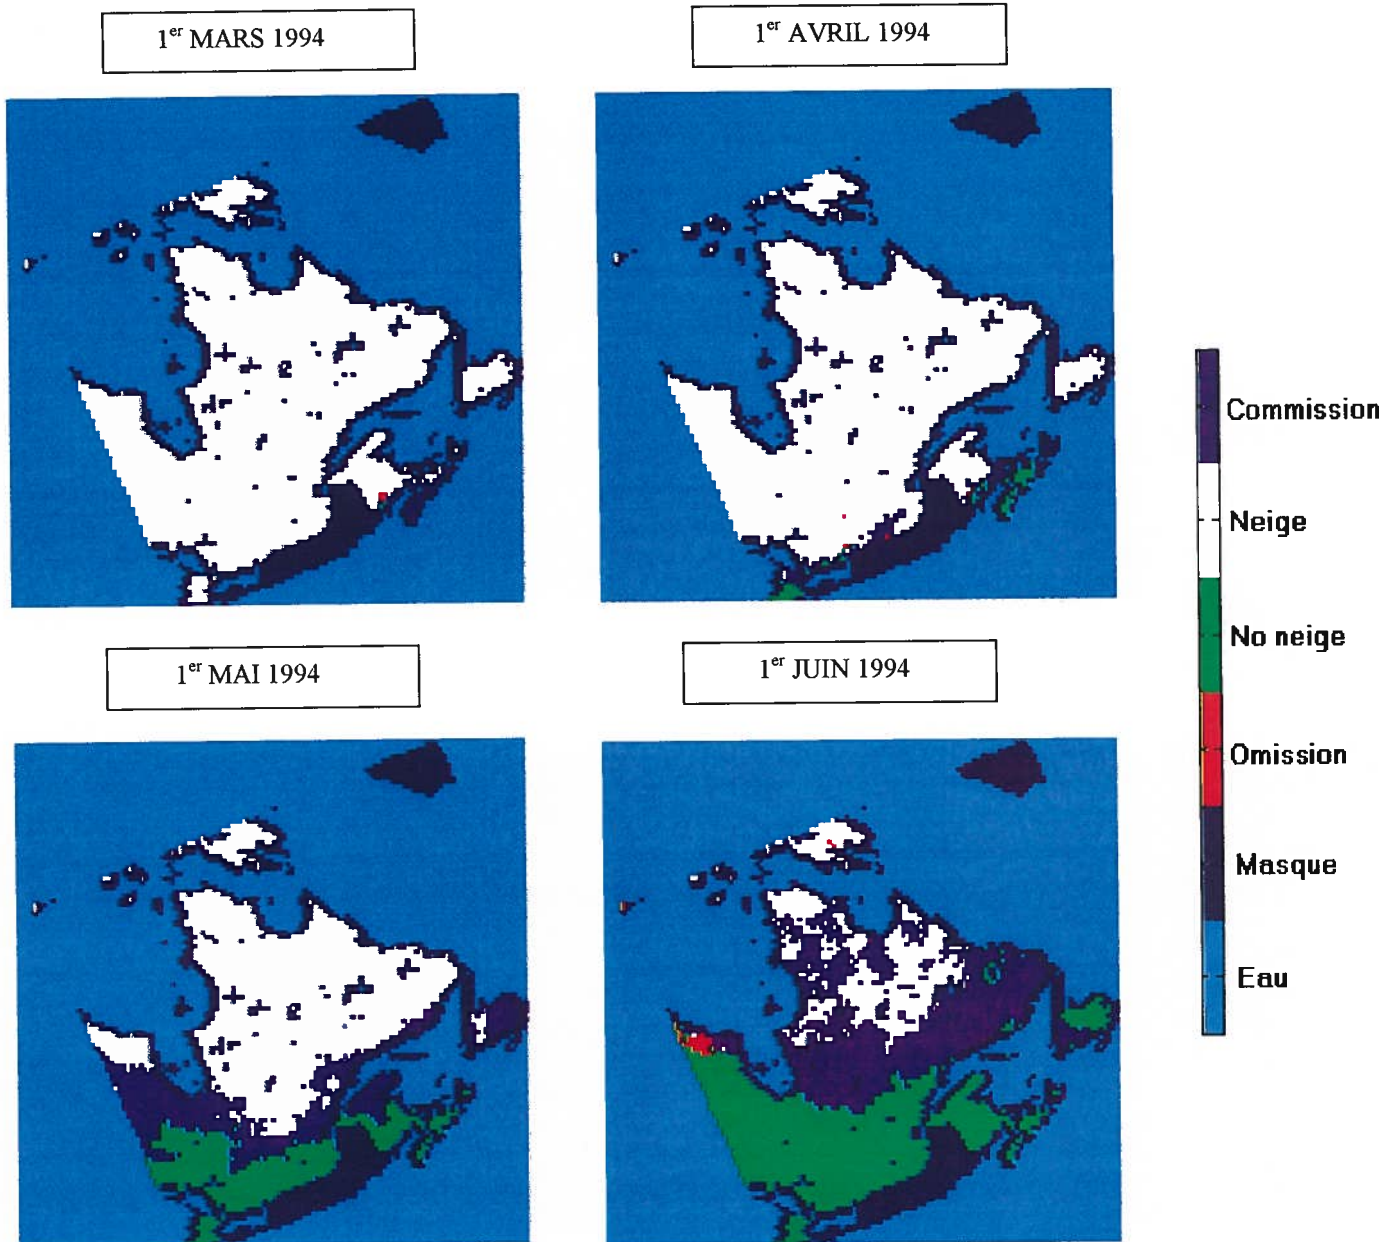 1er MARS 1994
1er AVRIL 1994
Commission
Neige
No neige
Omission
Masque
Eau
1er MAI 1994
1er JUIN 1994